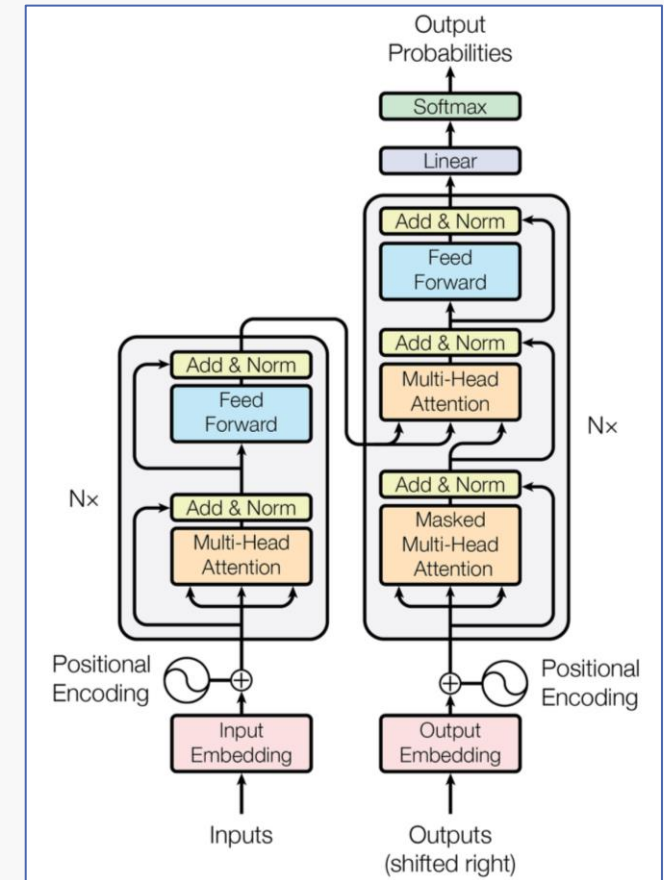 Output
Probabilities
Softmax
Linear
Add & Norm
Feed
Forward
Add & Norm
Multi-Head
Attention
N×
Add & Norm
Masked
Multi-Head
Attention
Positional
Encoding
Output
Embedding
Outputs
(shifted right)
Add & Norm
Feed
Forward
N×
Add & Norm
Multi-Head
Attention
Positional
Encoding
Input
Embedding
Inputs